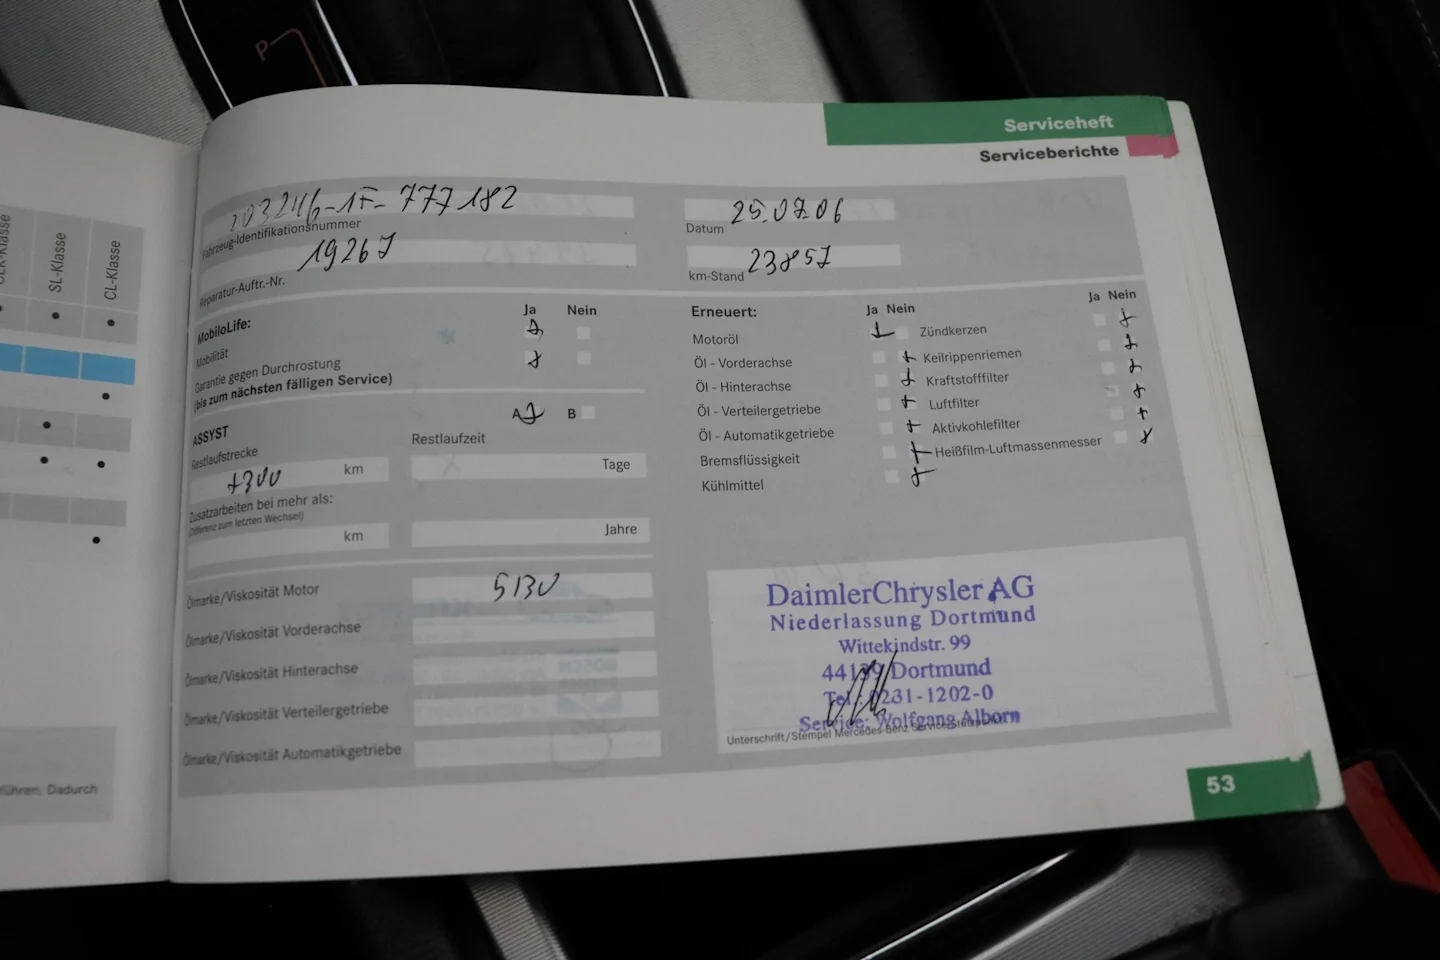 P
Serviceheft
Serviceberichte
SL-Klasse
CL-Klasse
203246-1F-777182
Fahrzeug-Identifikationsnummer
19267
Reparatur-Auftr.-Nr.
25.07.06
Datum
23857
km-Stand
MobiloLife:
Ja Nein
Mobilität
Garantie gegen Durchrostung
(bis zum nächsten fälligen Service)
ASSYST
A B
Restlaufstrecke
Restlaufzeit
+300 km
Tage
Zusatzarbeiten bei mehr als:
(Differenz zum letzten Wechsel)
km
Jahre
Erneuert:
Ja Nein
Ja Nein
Motoröl
Öl - Vorderachse
Öl - Hinterachse
Öl - Verteilergetriebe
Öl - Automatikgetriebe
Bremsflüssigkeit
Kühlmittel
Zündkerzen
Keilrippenriemen
Kraftstofffilter
Luftfilter
Aktivkohlefilter
Heißfilm-Luftmassenmesser
Ölmarke/Viskosität Motor
5130
Ölmarke/Viskosität Vorderachse
Ölmarke/Viskosität Hinterachse
Ölmarke/Viskosität Verteilergetriebe
Ölmarke/Viskosität Automatikgetriebe
DaimlerChrysler AG
Niederlassung Dortmund
Wittekindstr. 99
44139 Dortmund
Tel. 0231-1202-0
Service: Wolfgang Alborn
Unterschrift/Stempel Mercedes-Benz
führen. Dadurch
53